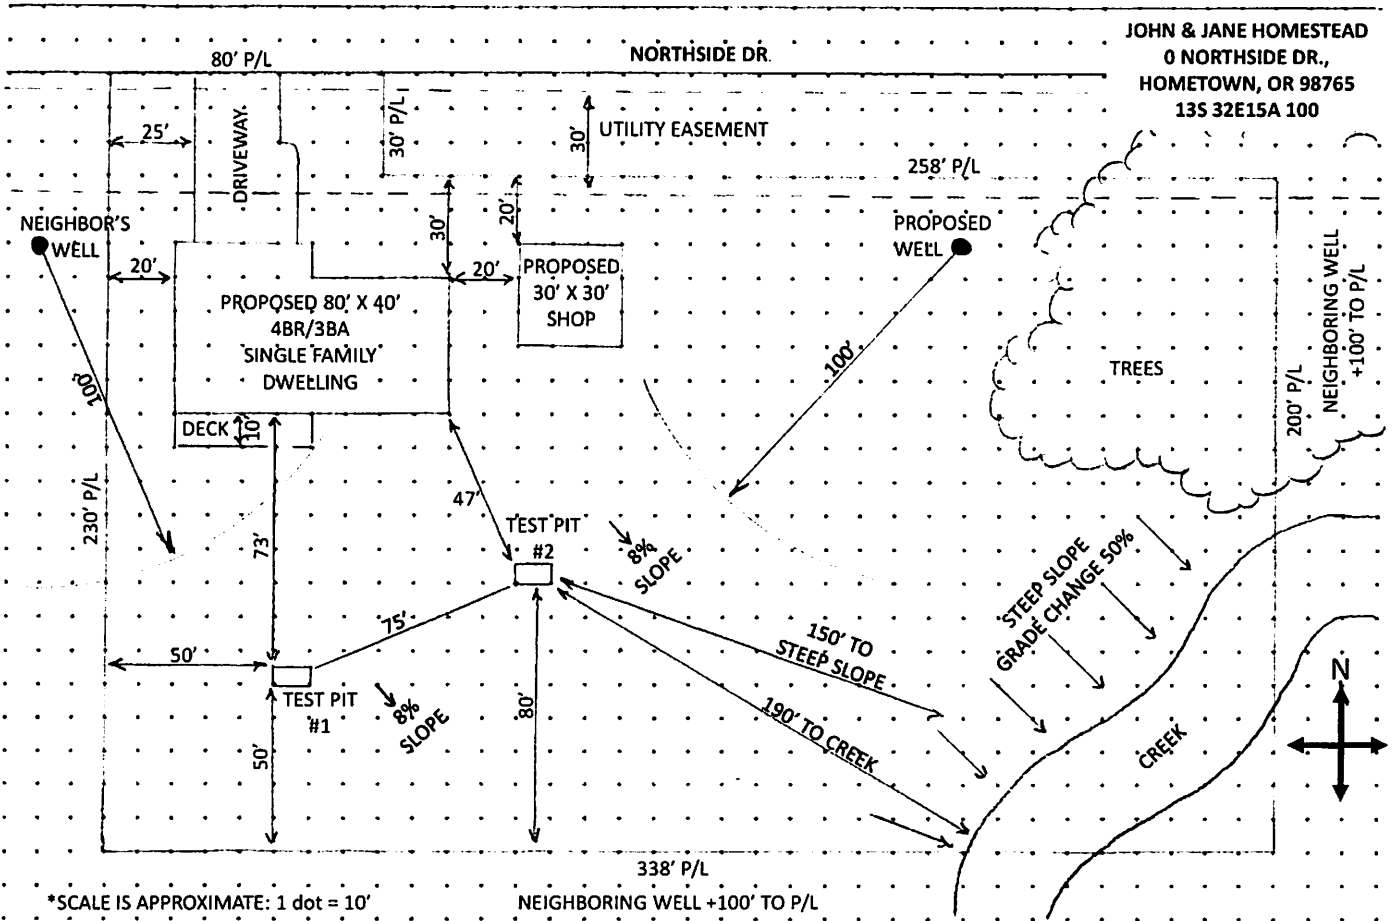 JOHN & JANE HOMESTEAD
0 NORTHSIDE DR.,
HOMETOWN, OR 98765
13S 32E15A 100
80' P/L
NORTHSIDE DR.
25'
DRIVEWAY
30' P/L
30'
UTILITY EASEMENT
258' P/L
NEIGHBOR'S
WELL
30'
20'
PROPOSED
WELL
20'
20'
PROPOSED
30' X 30'
SHOP
PROPOSED 80' X 40'
4BR/3BA
SINGLE FAMILY
DWELLING
100'
100'
TREES
200' P/L
NEIGHBORING WELL
+100' TO P/L
DECK
10'
230' P/L
73'
47'
TEST PIT
#2
8%
SLOPE
STEEP SLOPE
GRADE CHANGE 50%
75'
50'
TEST PIT
#1
8%
SLOPE
50'
80'
150' TO
STEEP SLOPE
190' TO CREEK
CREEK
N
338' P/L
*SCALE IS APPROXIMATE: 1 dot = 10'
NEIGHBORING WELL +100' TO P/L